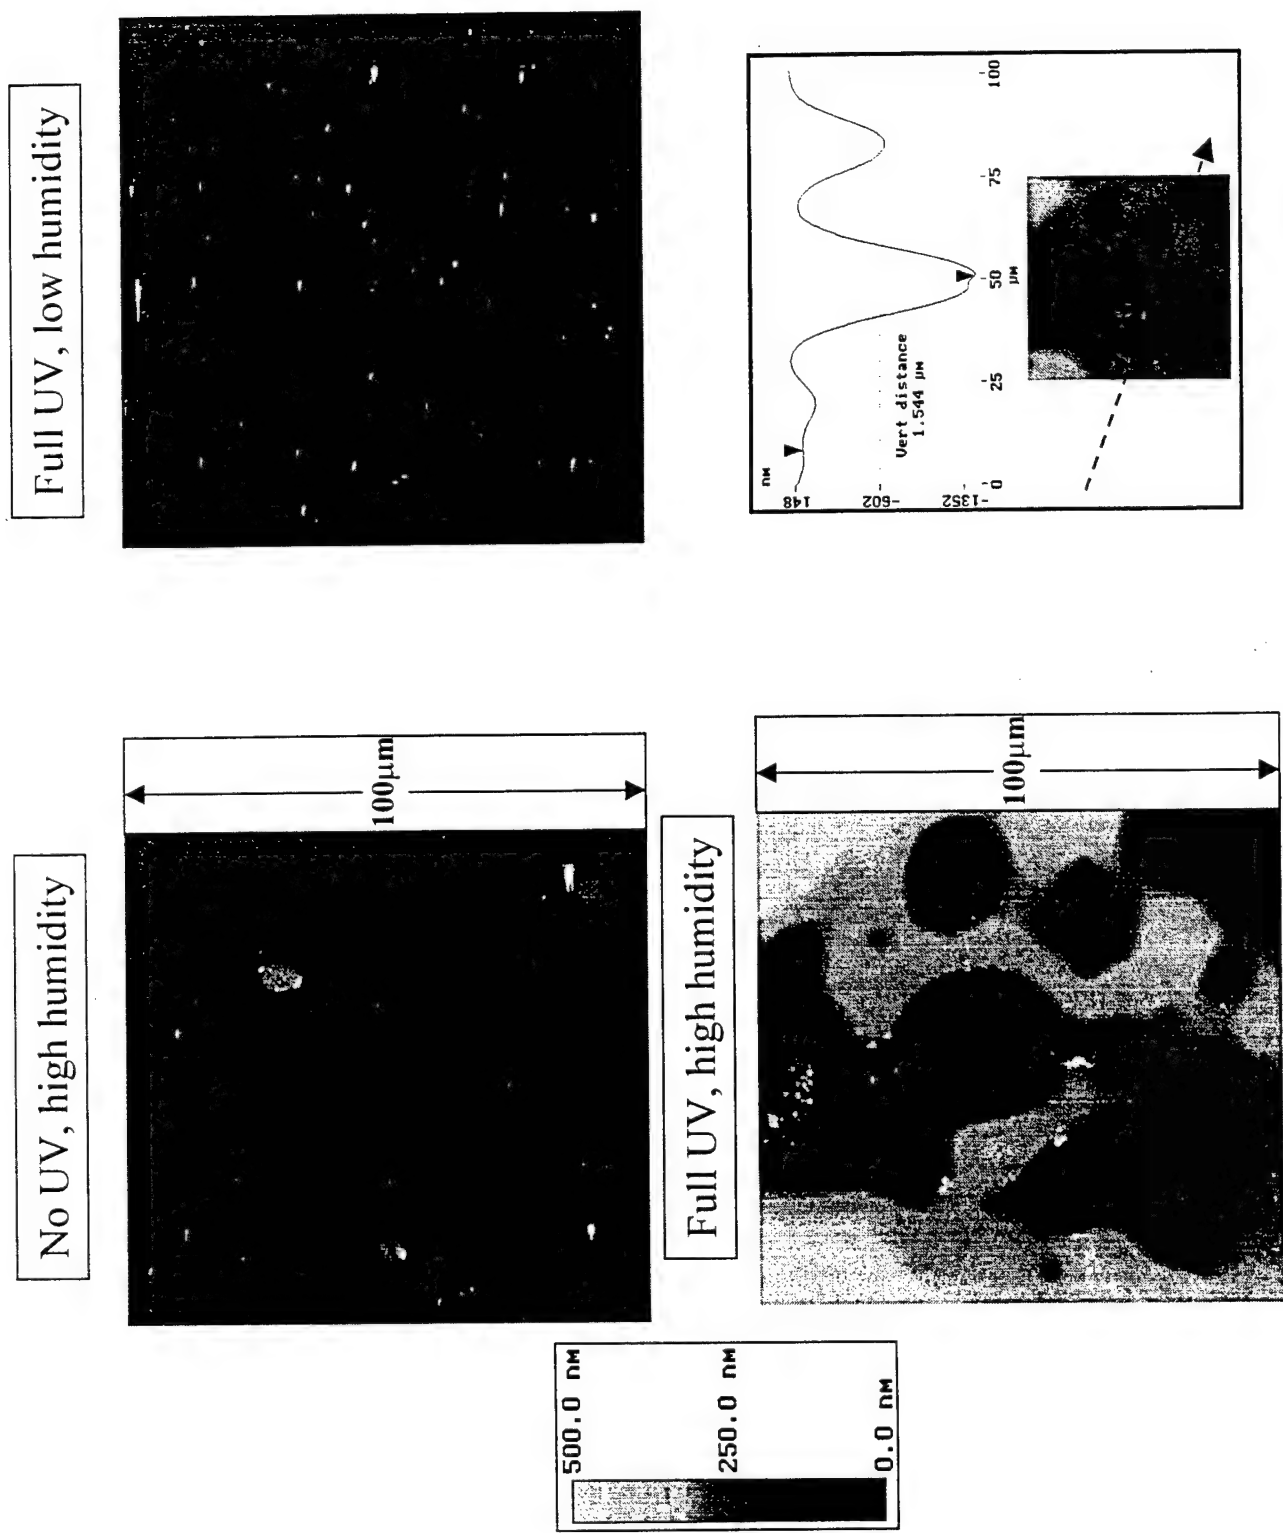 No UV, high humidity
100µm
Full UV, low humidity
500.0 nM
250.0 nM
0.0 nM
Full UV, high humidity
100µm
nM
148
-602
-1352
Vert distance
1.544 µM
0
25
50
75
100
µM